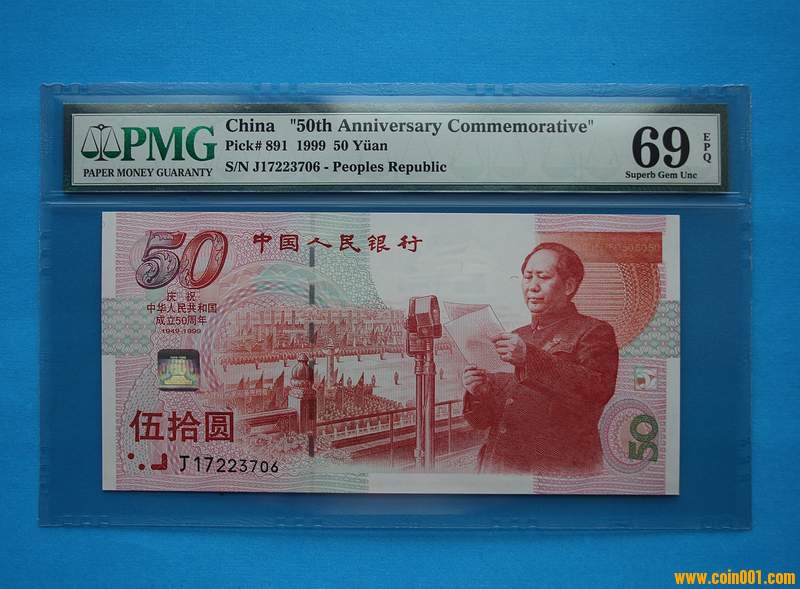 PMG
PAPER MONEY GUARANTY
China "50th Anniversary Commemorative"
Pick# 891 1999 50 Yüan
S/N J17223706 - Peoples Republic
69
EPQ
Superb Gem Unc
50
中国人民银行
庆祝
中华人民共和国
成立50周年
1949-1999
伍拾圆
J17223706
50
www.coin001.com